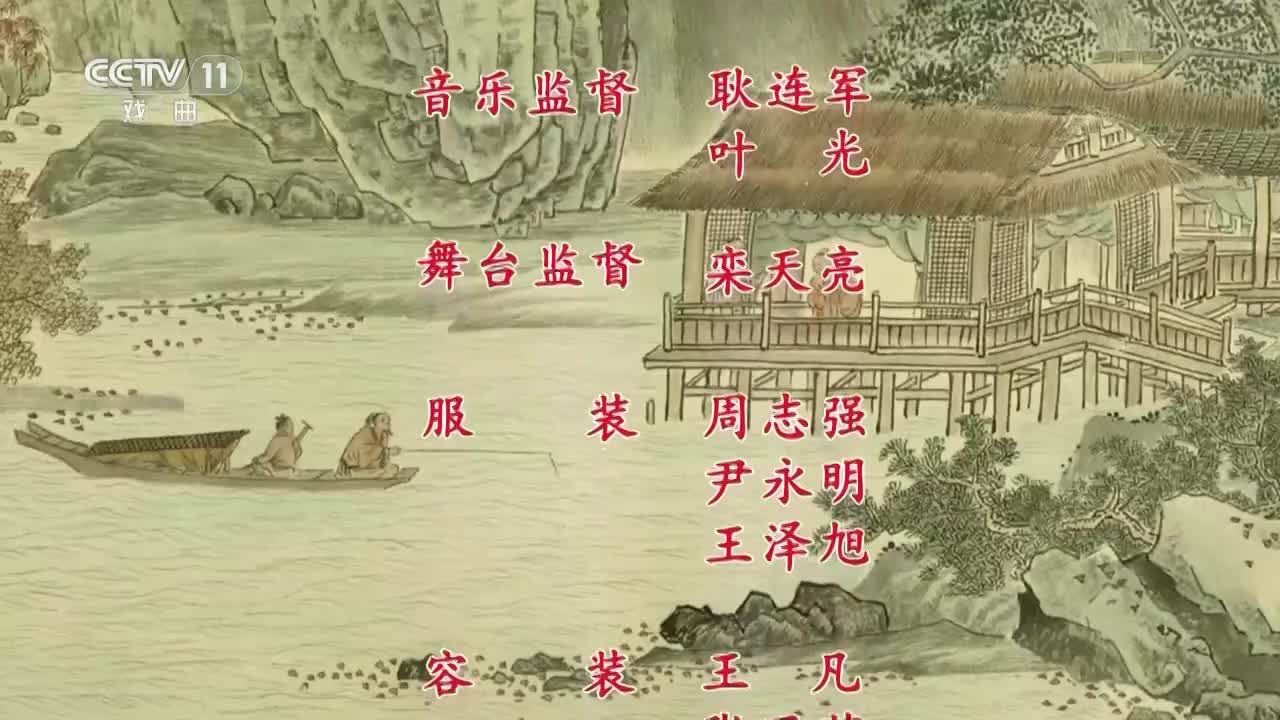 CCTV 11
戏曲
音乐监督 耿连军
叶光
舞台监督 栾天亮
服装 周志强
尹永明
王泽旭
容装 王凡